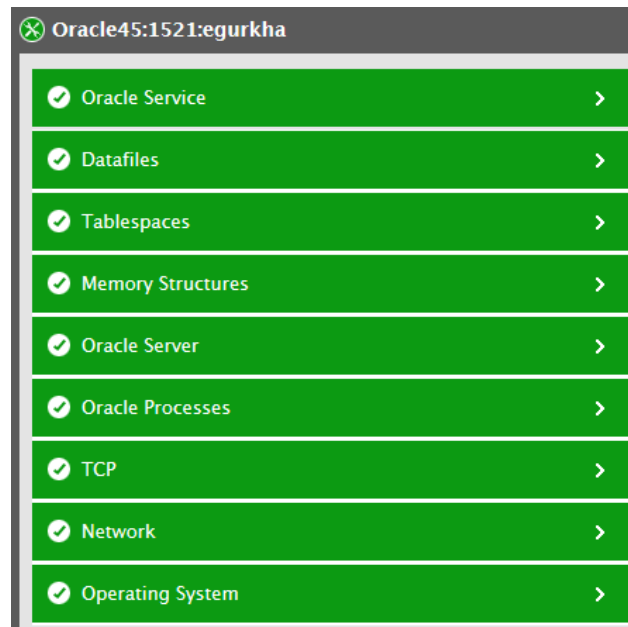 Oracle45:1521:egurkha
Oracle Service
Datafiles
Tablespaces
Memory Structures
Oracle Server
Oracle Processes
TCP
Network
Operating System